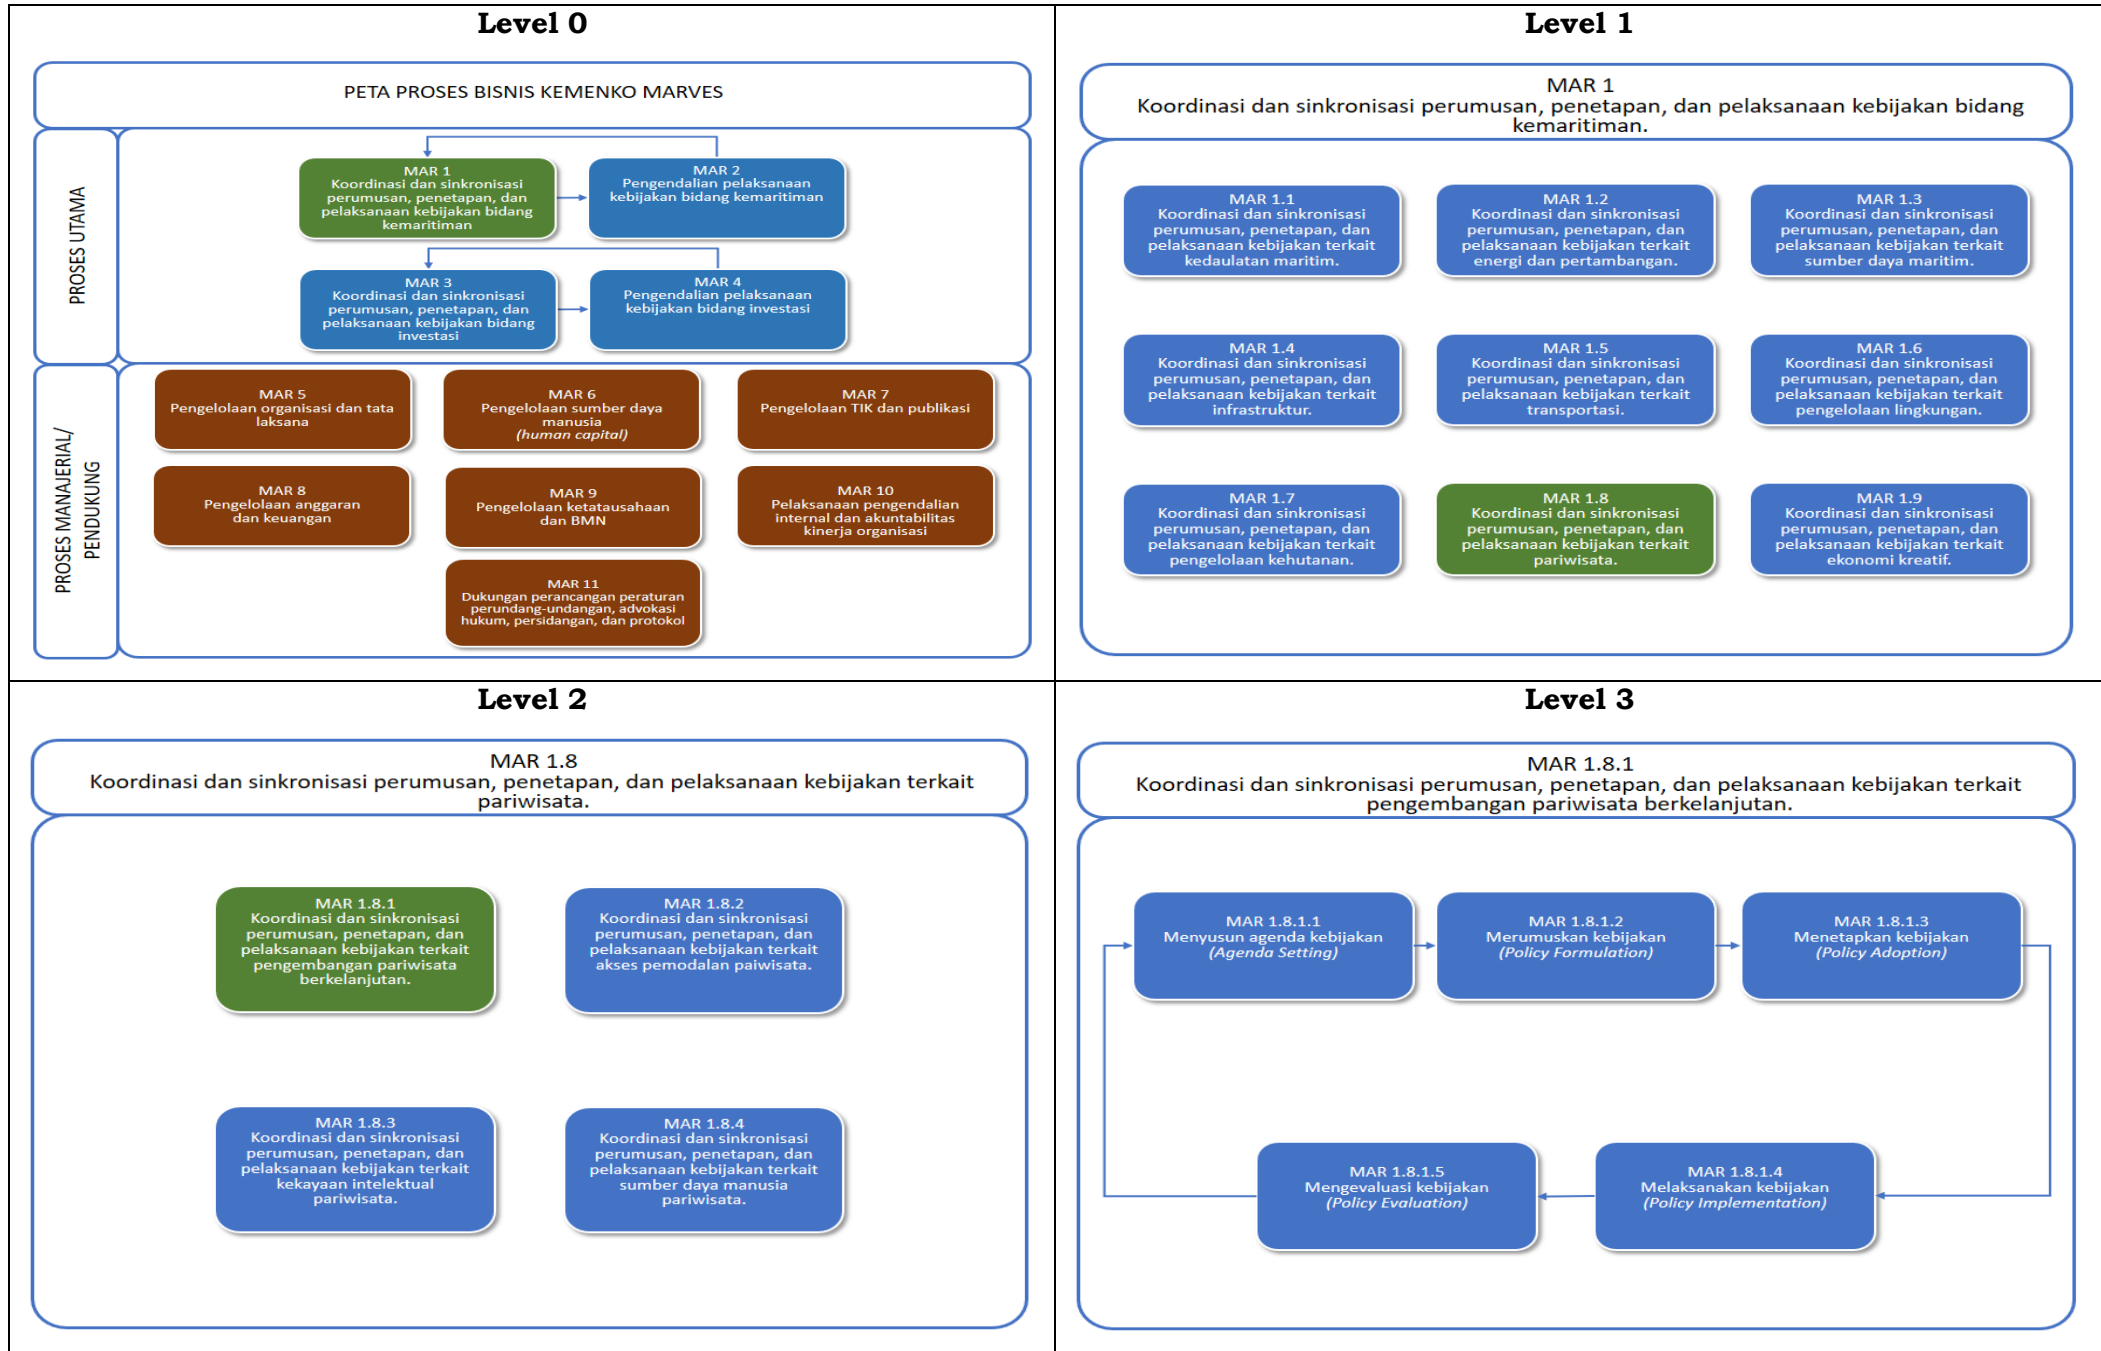 Level 0
PETA PROSES BISNIS KEMENKO MARVES
PROSES UTAMA
MAR 1
Koordinasi dan sinkronisasi
perumusan, penetapan, dan
pelaksanaan kebijakan bidang
kemaritiman
MAR 2
Pengendalian pelaksanaan
kebijakan bidang kemaritiman
MAR 3
Koordinasi dan sinkronisasi
perumusan, penetapan, dan
pelaksanaan kebijakan bidang
investasi
MAR 4
Pengendalian pelaksanaan
kebijakan bidang investasi
PROSES MANAJERIAL/
PENDUKUNG
MAR 5
Pengelolaan organisasi dan tata
laksana
MAR 6
Pengelolaan sumber daya
manusia
(human capital)
MAR 7
Pengelolaan TIK dan publikasi
MAR 8
Pengelolaan anggaran
dan keuangan
MAR 9
Pengelolaan ketatausahaan
dan BMN
MAR 10
Pelaksanaan pengendalian
internal dan akuntabilitas
kinerja organisasi
MAR 11
Dukungan perancangan peraturan
perundang-undangan, advokasi
hukum, persidangan, dan protokol
Level 1
MAR 1
Koordinasi dan sinkronisasi perumusan, penetapan, dan pelaksanaan kebijakan bidang
kemaritiman.
MAR 1.1
Koordinasi dan sinkronisasi
perumusan, penetapan, dan
pelaksanaan kebijakan terkait
kedaulatan maritim.
MAR 1.2
Koordinasi dan sinkronisasi
perumusan, penetapan, dan
pelaksanaan kebijakan terkait
energi dan pertambangan.
MAR 1.3
Koordinasi dan sinkronisasi
perumusan, penetapan, dan
pelaksanaan kebijakan terkait
sumber daya maritim.
MAR 1.4
Koordinasi dan sinkronisasi
perumusan, penetapan, dan
pelaksanaan kebijakan terkait
infrastruktur.
MAR 1.5
Koordinasi dan sinkronisasi
perumusan, penetapan, dan
pelaksanaan kebijakan terkait
transportasi.
MAR 1.6
Koordinasi dan sinkronisasi
perumusan, penetapan, dan
pelaksanaan kebijakan terkait
pengelolaan lingkungan.
MAR 1.7
Koordinasi dan sinkronisasi
perumusan, penetapan, dan
pelaksanaan kebijakan terkait
pengelolaan kehutanan.
MAR 1.8
Koordinasi dan sinkronisasi
perumusan, penetapan, dan
pelaksanaan kebijakan terkait
pariwisata.
MAR 1.9
Koordinasi dan sinkronisasi
perumusan, penetapan, dan
pelaksanaan kebijakan terkait
ekonomi kreatif.
Level 2
MAR 1.8
Koordinasi dan sinkronisasi perumusan, penetapan, dan pelaksanaan kebijakan terkait
pariwisata.
MAR 1.8.1
Koordinasi dan sinkronisasi
perumusan, penetapan, dan
pelaksanaan kebijakan terkait
pengembangan pariwisata
berkelanjutan.
MAR 1.8.2
Koordinasi dan sinkronisasi
perumusan, penetapan, dan
pelaksanaan kebijakan terkait
akses pemodalan paiwisata.
MAR 1.8.3
Koordinasi dan sinkronisasi
perumusan, penetapan, dan
pelaksanaan kebijakan terkait
kekayaan intelektual
pariwisata.
MAR 1.8.4
Koordinasi dan sinkronisasi
perumusan, penetapan, dan
pelaksanaan kebijakan terkait
sumber daya manusia
pariwisata.
Level 3
MAR 1.8.1
Koordinasi dan sinkronisasi perumusan, penetapan, dan pelaksanaan kebijakan terkait
pengembangan pariwisata berkelanjutan.
MAR 1.8.1.1
Menyusun agenda kebijakan
(Agenda Setting)
MAR 1.8.1.2
Merumuskan kebijakan
(Policy Formulation)
MAR 1.8.1.3
Menetapkan kebijakan
(Policy Adoption)
MAR 1.8.1.5
Mengevaluasi kebijakan
(Policy Evaluation)
MAR 1.8.1.4
Melaksanakan kebijakan
(Policy Implementation)